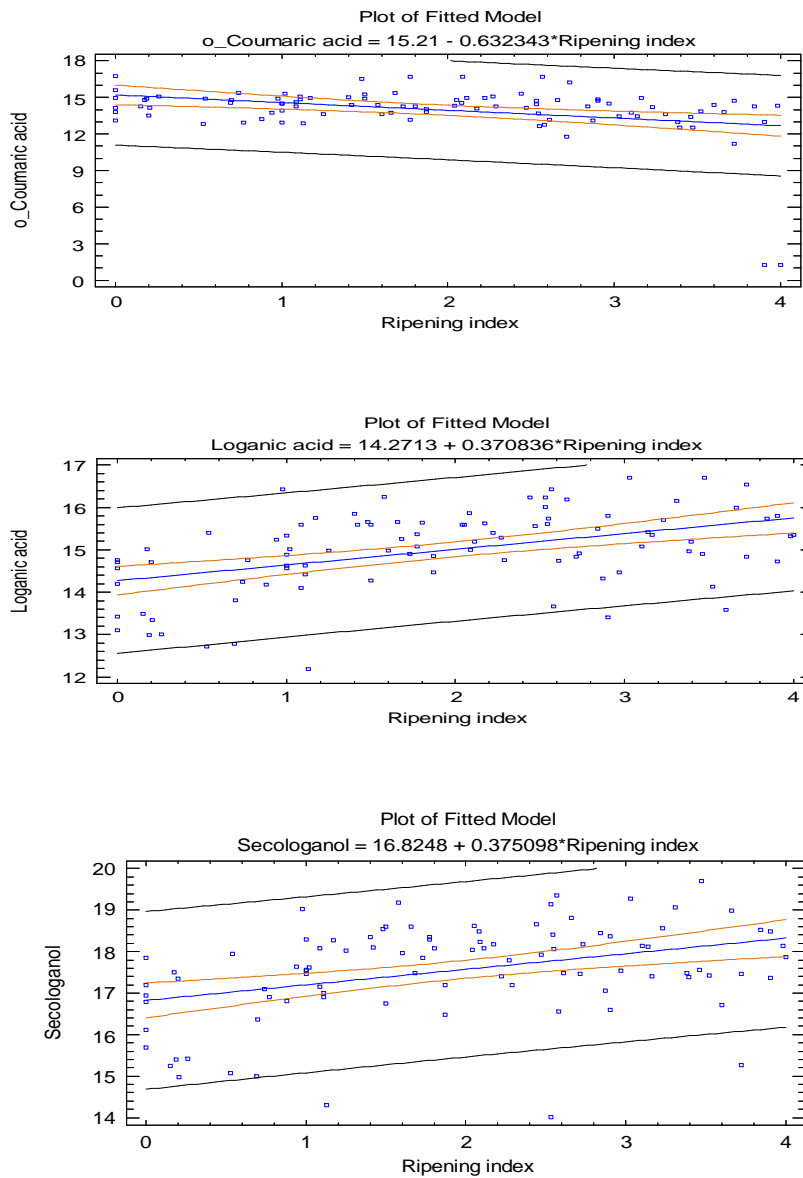 Plot of Fitted Model
o_Coumaric acid = 15.21 - 0.632343*Ripening index
18
15
12
9
6
3
0
o_Coumaric acid
0 1 2 3 4
Ripening index
Plot of Fitted Model
Loganic acid = 14.2713 + 0.370836*Ripening index
17
16
15
14
13
12
Loganic acid
0 1 2 3 4
Ripening index
Plot of Fitted Model
Secologanol = 16.8248 + 0.375098*Ripening index
20
19
18
17
16
15
14
Secologanol
0 1 2 3 4
Ripening index